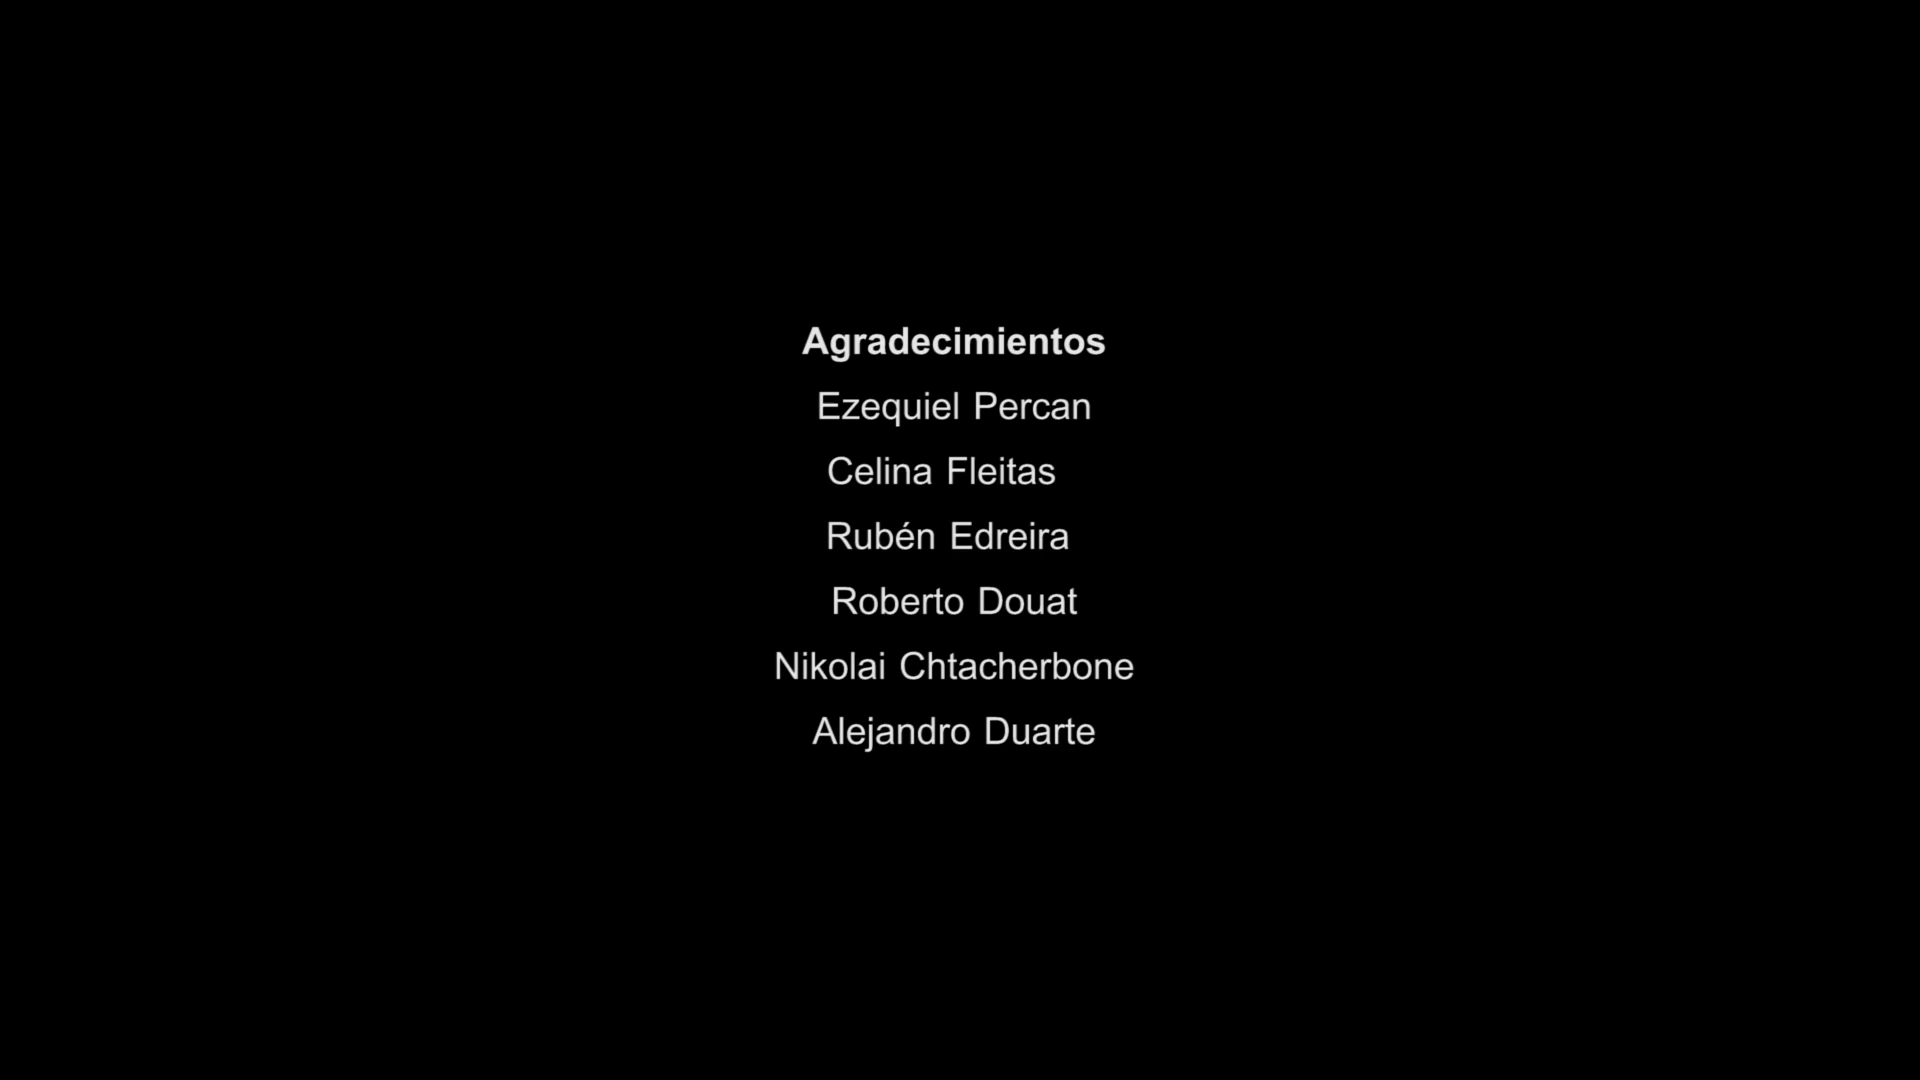 Agradecimientos
Ezequiel Percan
Celina Fleitas
Rubén Edreira
Roberto Douat
Nikolai Chtacherbone
Alejandro Duarte